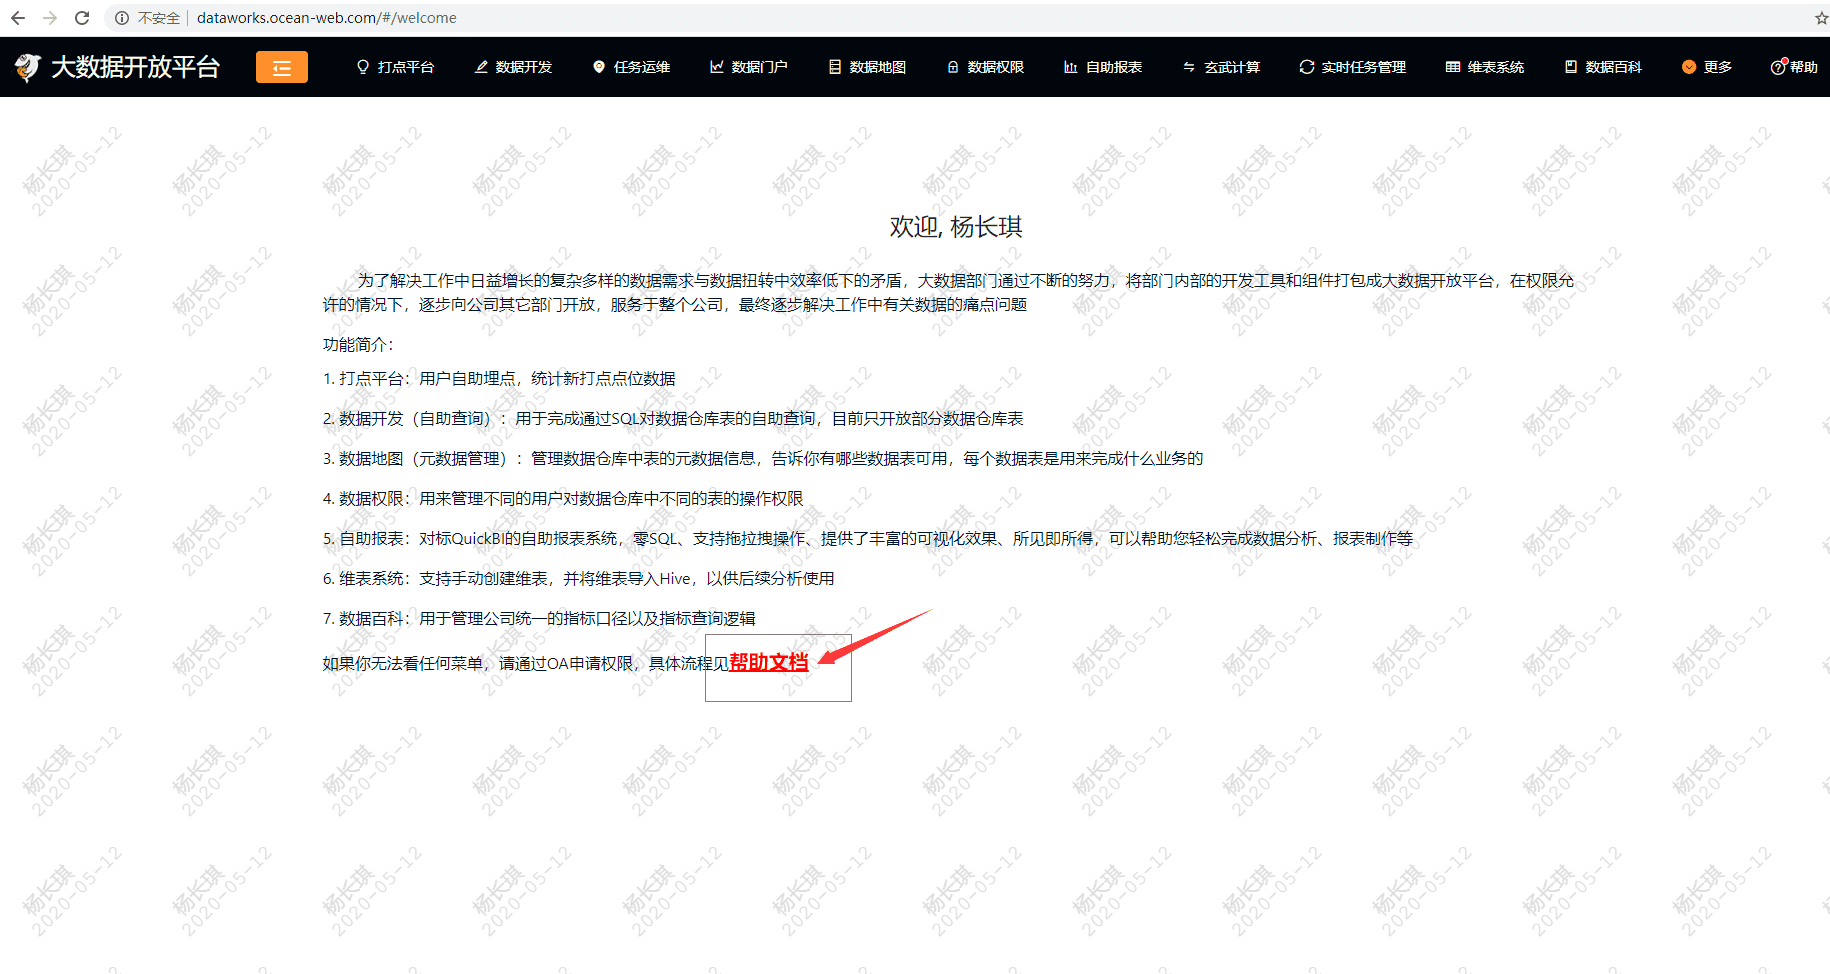 不安全 | dataworks.ocean-web.com/#/welcome
大数据开放平台 打点平台 数据开发 任务运维 数据门户 数据地图 数据权限 自助报表 玄武计算 实时任务管理 维表系统 数据百科 更多 帮助
欢迎, 杨长琪
为了解决工作中日益增长的复杂多样的数据需求与数据扭转中效率低下的矛盾，大数据部门通过不断的努力，将部门内部的开发工具和组件打包成大数据开放平台，在权限允
许的情况下，逐步向公司其它部门开放，服务于整个公司，最终逐步解决工作中有关数据的痛点问题
功能简介：
1. 打点平台：用户自助埋点，统计新打点点位数据
2. 数据开发（自助查询）：用于完成通过SQL对数据仓库表的自助查询，目前只开放部分数据仓库表
3. 数据地图（元数据管理）：管理数据仓库中表的元数据信息，告诉你有哪些数据表可用，每个数据表是用来完成什么业务的
4. 数据权限：用来管理不同的用户对数据仓库中不同的表的操作权限
5. 自助报表：对标QuickBI的自助报表系统，零SQL、支持拖拉拽操作、提供了丰富的可视化效果、所见即所得，可以帮助您轻松完成数据分析、报表制作等
6. 维表系统：支持手动创建维表，并将维表导入Hive，以供后续分析使用
7. 数据百科：用于管理公司统一的指标口径以及指标查询逻辑
如果你无法看任何菜单，请通过OA申请权限，具体流程见帮助文档
杨长琪
2020-05-12